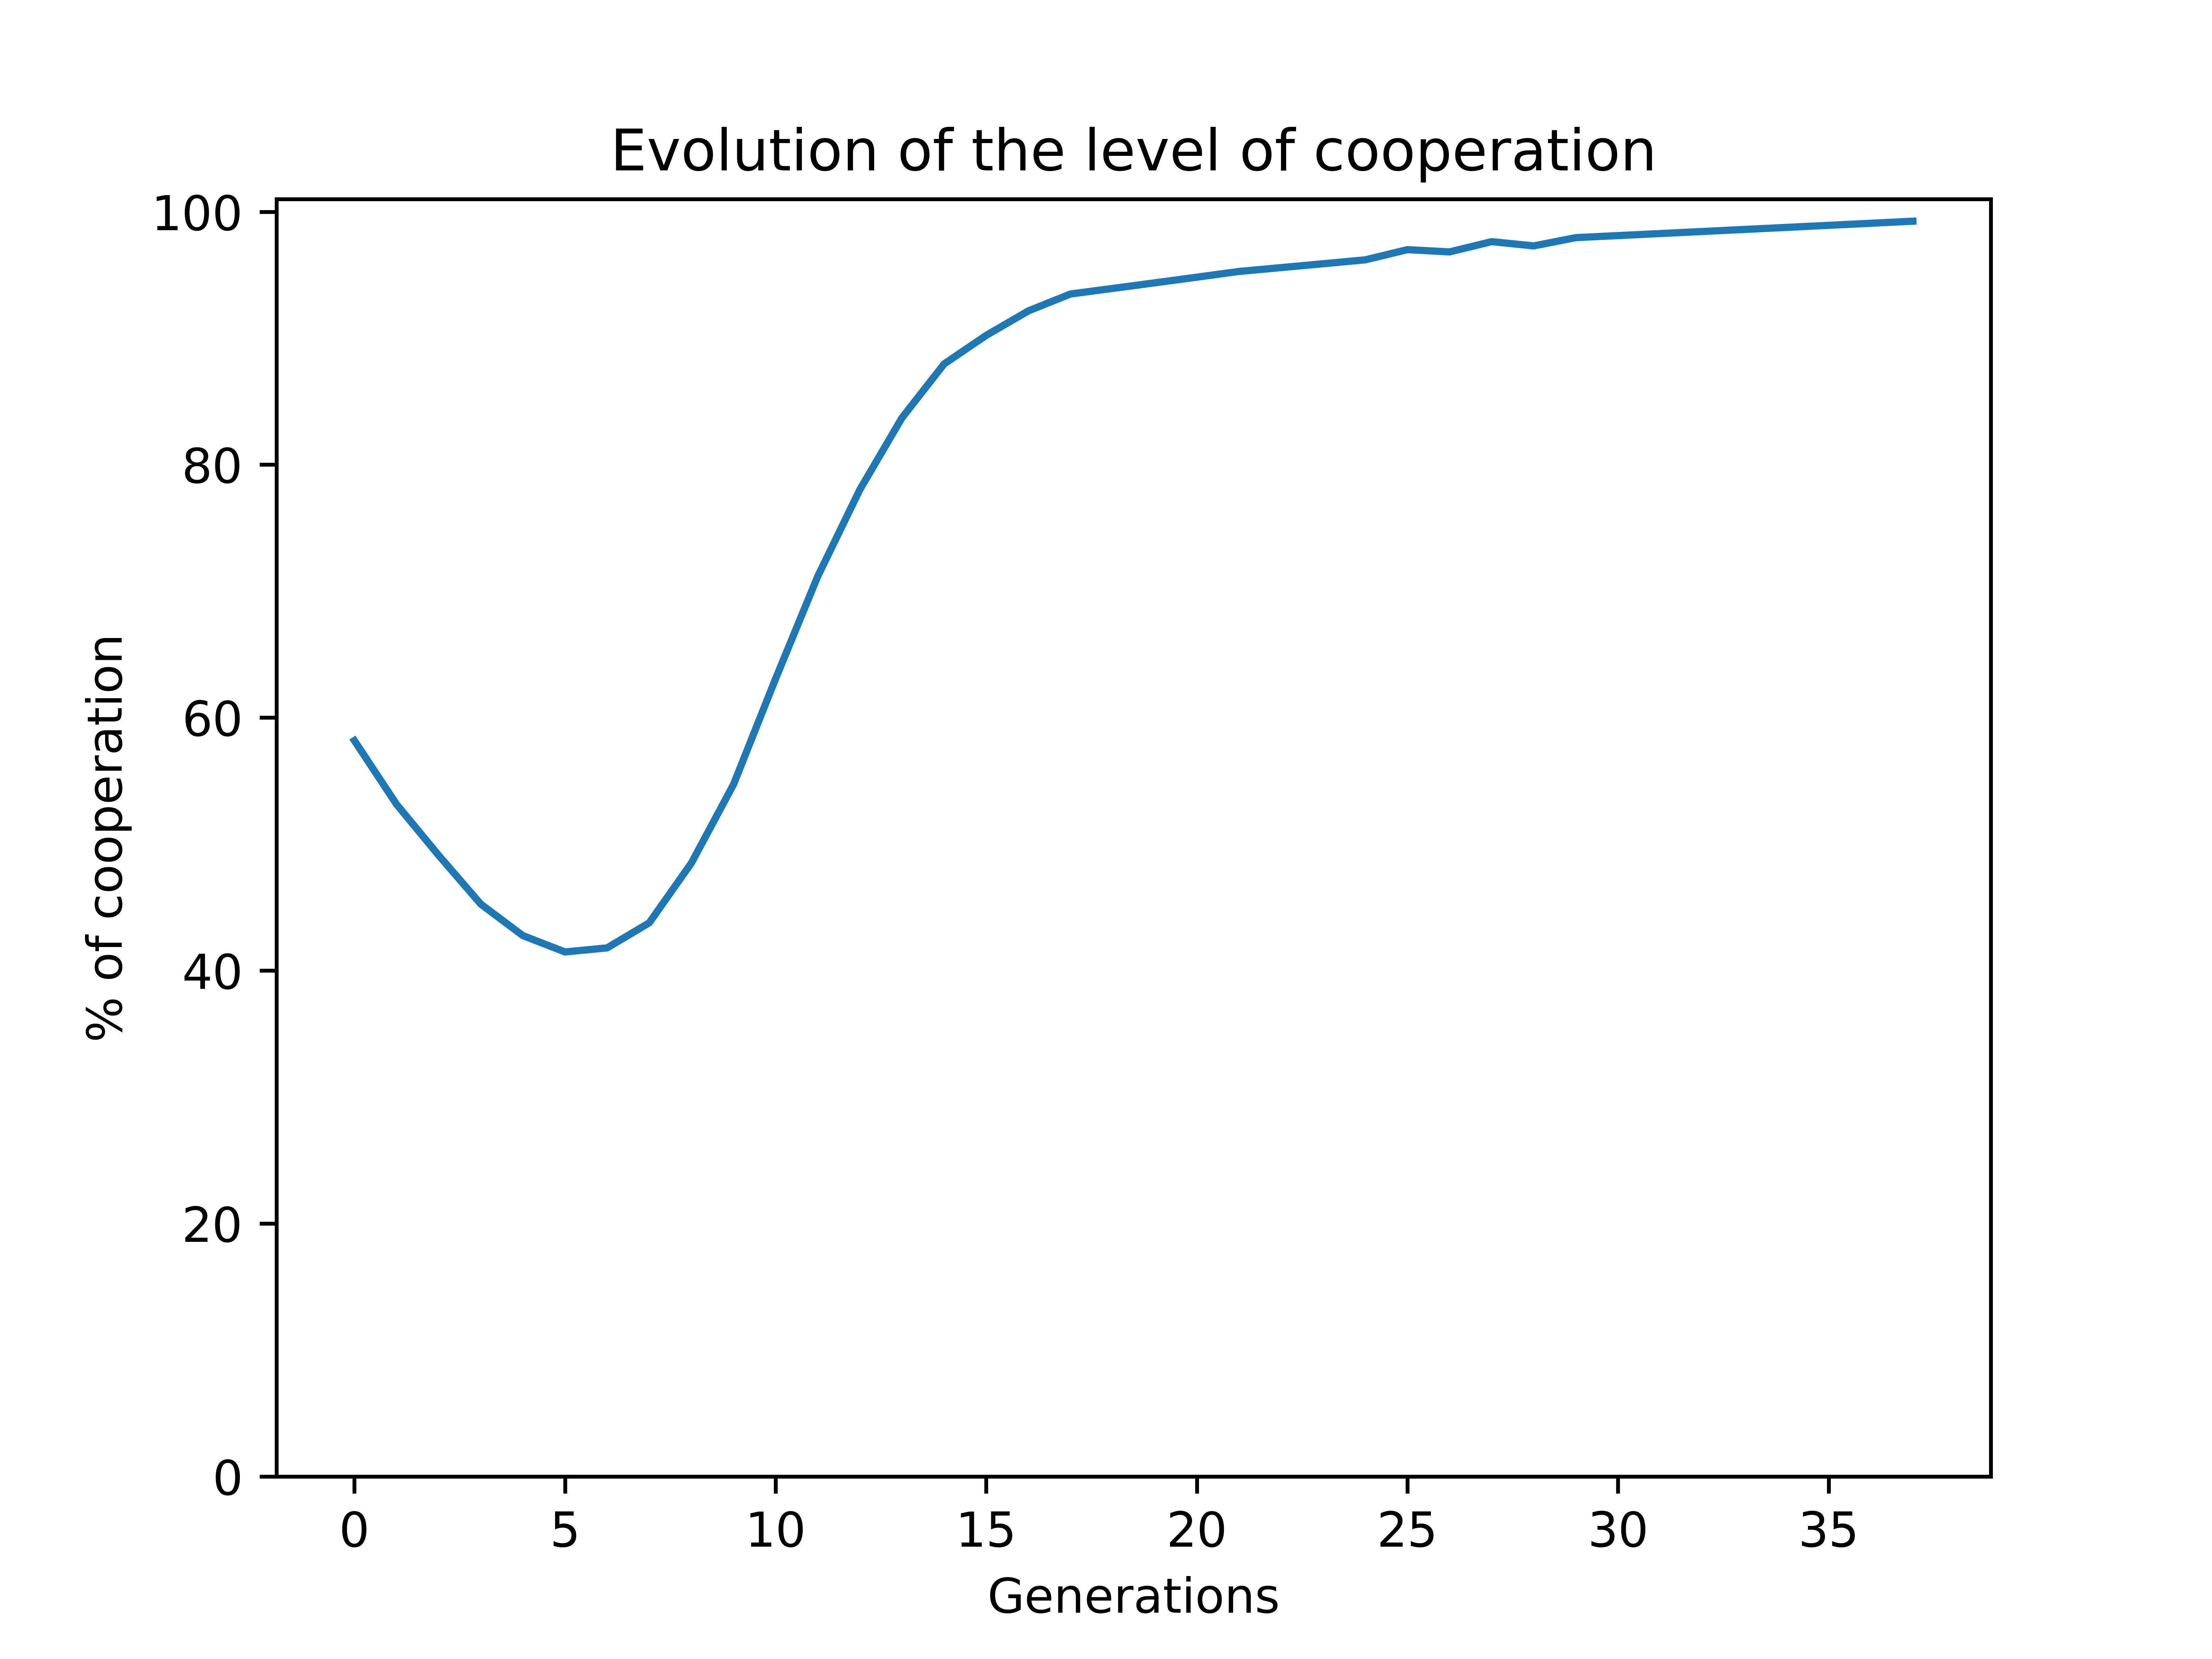 Evolution of the level of cooperation
100
80
60
40
20
0
% of cooperation
0 5 10 15 20 25 30 35
Generations